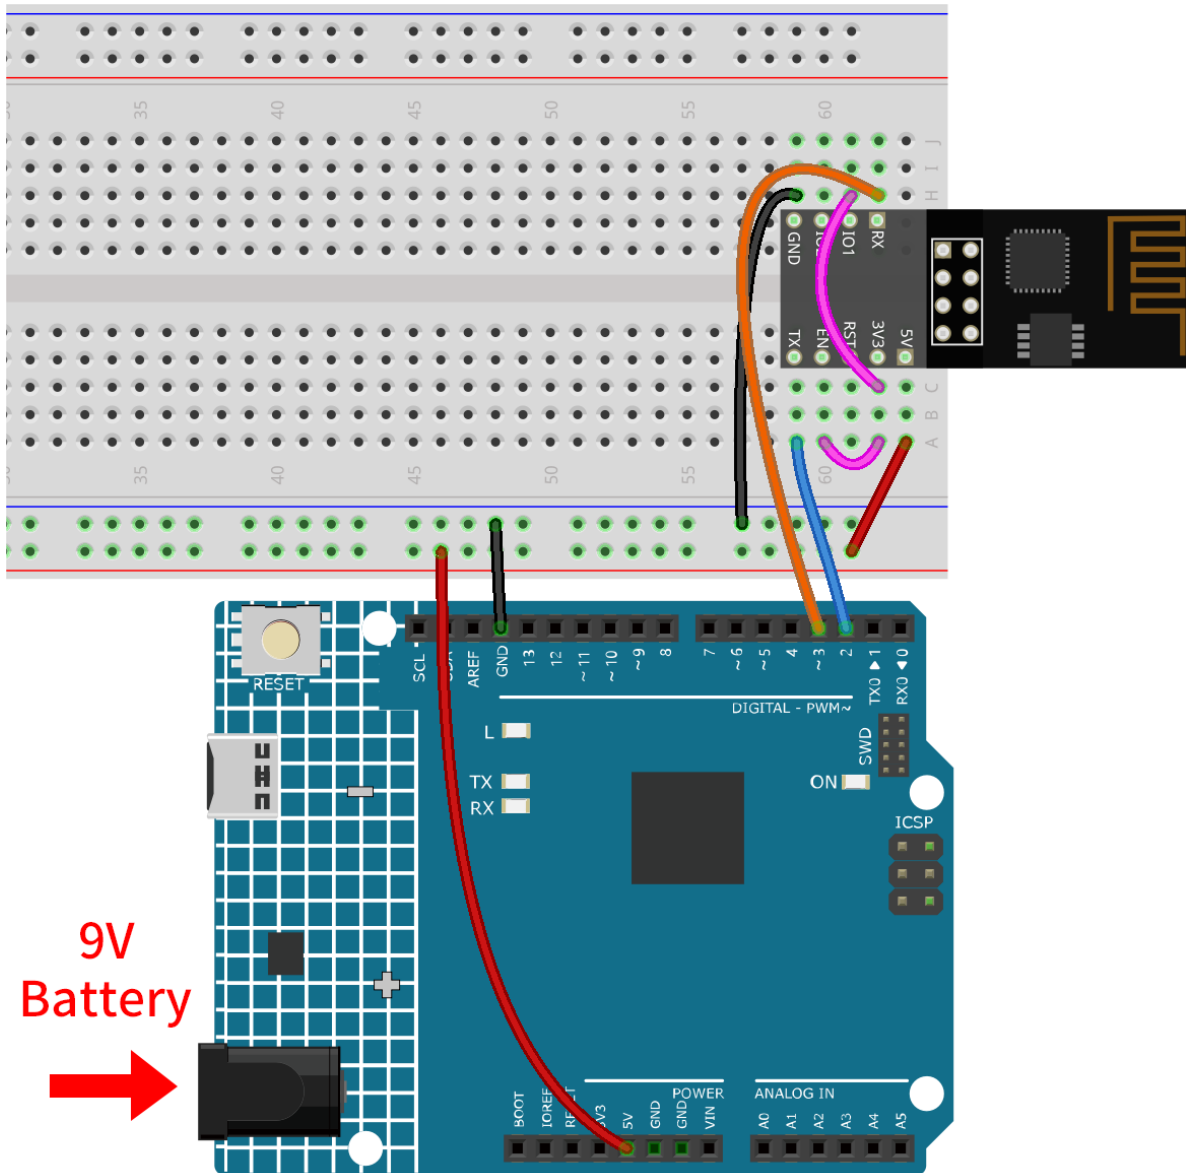 35
40
45
50
55
60
J
I
H
GND
IO1
RX
TX
EN
RST
3V3
5V
C
B
A
35
40
45
50
55
60
RESET
SCL
AREF
GND
13
12
~11
~10
~9
8
7
~6
~5
4
~3
2
TX0 ▶ 1
RX0 ◀ 0
DIGITAL - PWM~
L
TX
RX
SWD
ON
ICSP
9V
Battery
BOOT
IOREF
5V
GND
GND
VIN
POWER
ANALOG IN
A0
A1
A2
A3
A4
A5